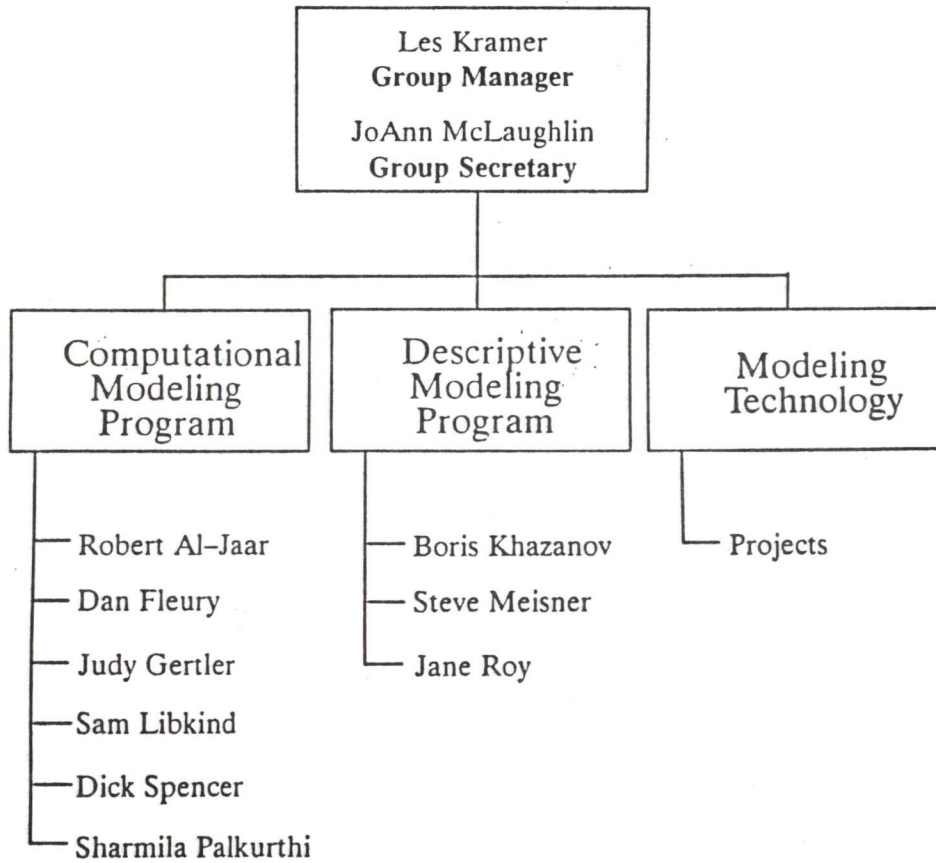 Les Kramer
Group Manager
JoAnn McLaughlin
Group Secretary
Computational
Modeling
Program
Descriptive
Modeling
Program
Modeling
Technology
Robert Al-Jaar
Dan Fleury
Judy Gertler
Sam Libkind
Dick Spencer
Sharmila Palkurthi
Boris Khazanov
Steve Meisner
Jane Roy
Projects